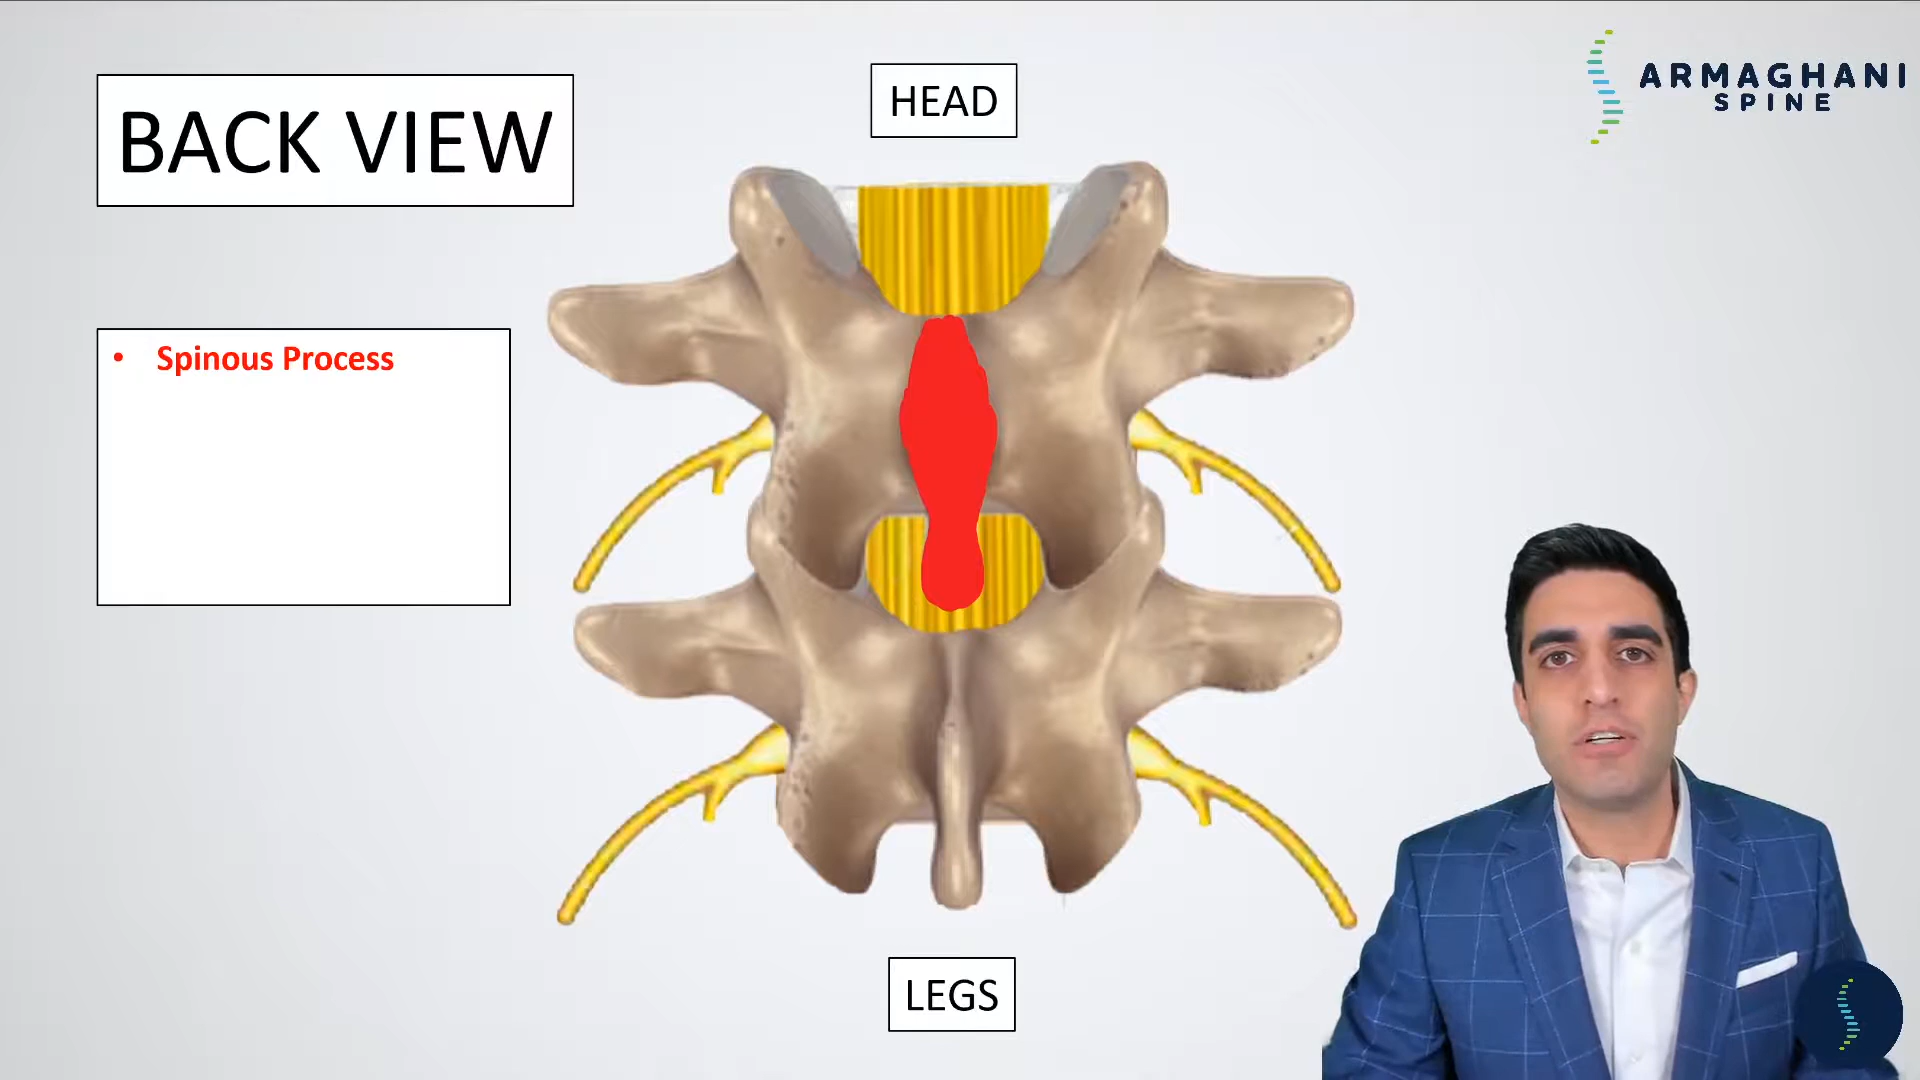 BACK VIEW
HEAD
ARMAGHANI
SPINE
• Spinous Process
LEGS